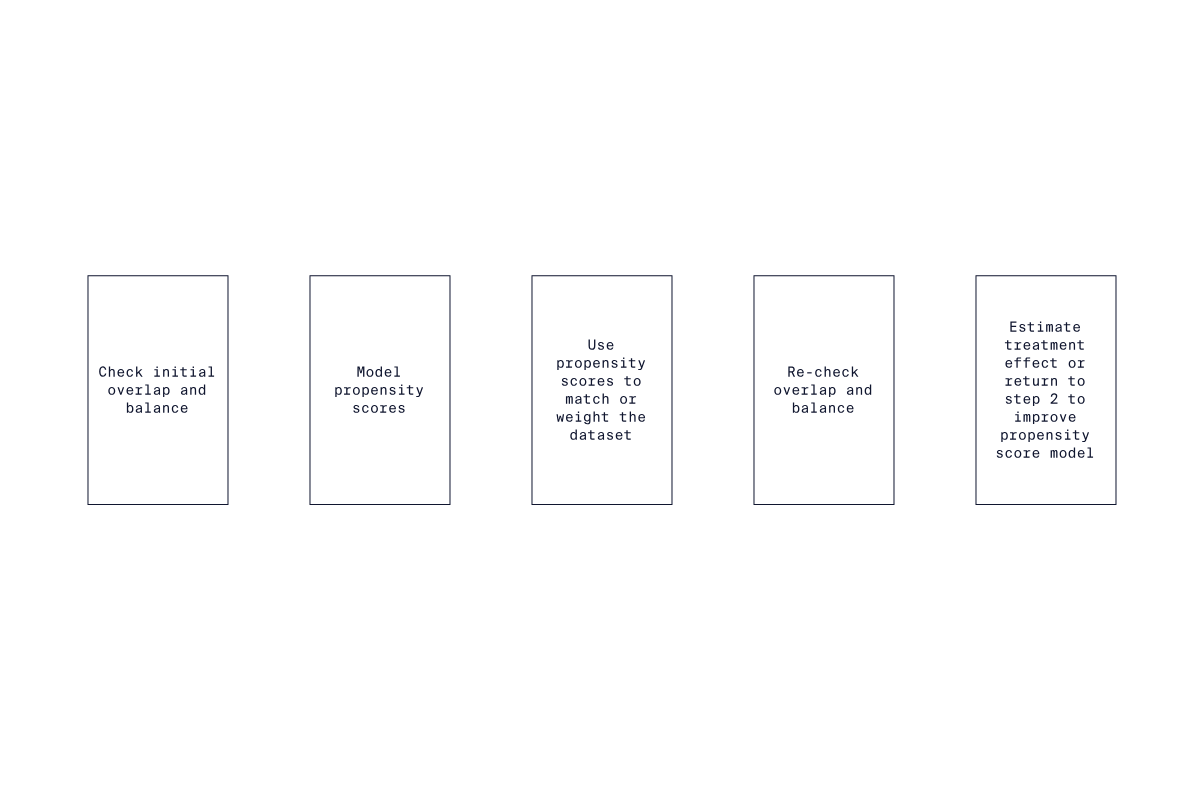 Check initial
overlap and
balance
Model
propensity
scores
Use
propensity
scores to
match or
weight the
dataset
Re-check
overlap and
balance
Estimate
treatment
effect or
return to
step 2 to
improve
propensity
score model